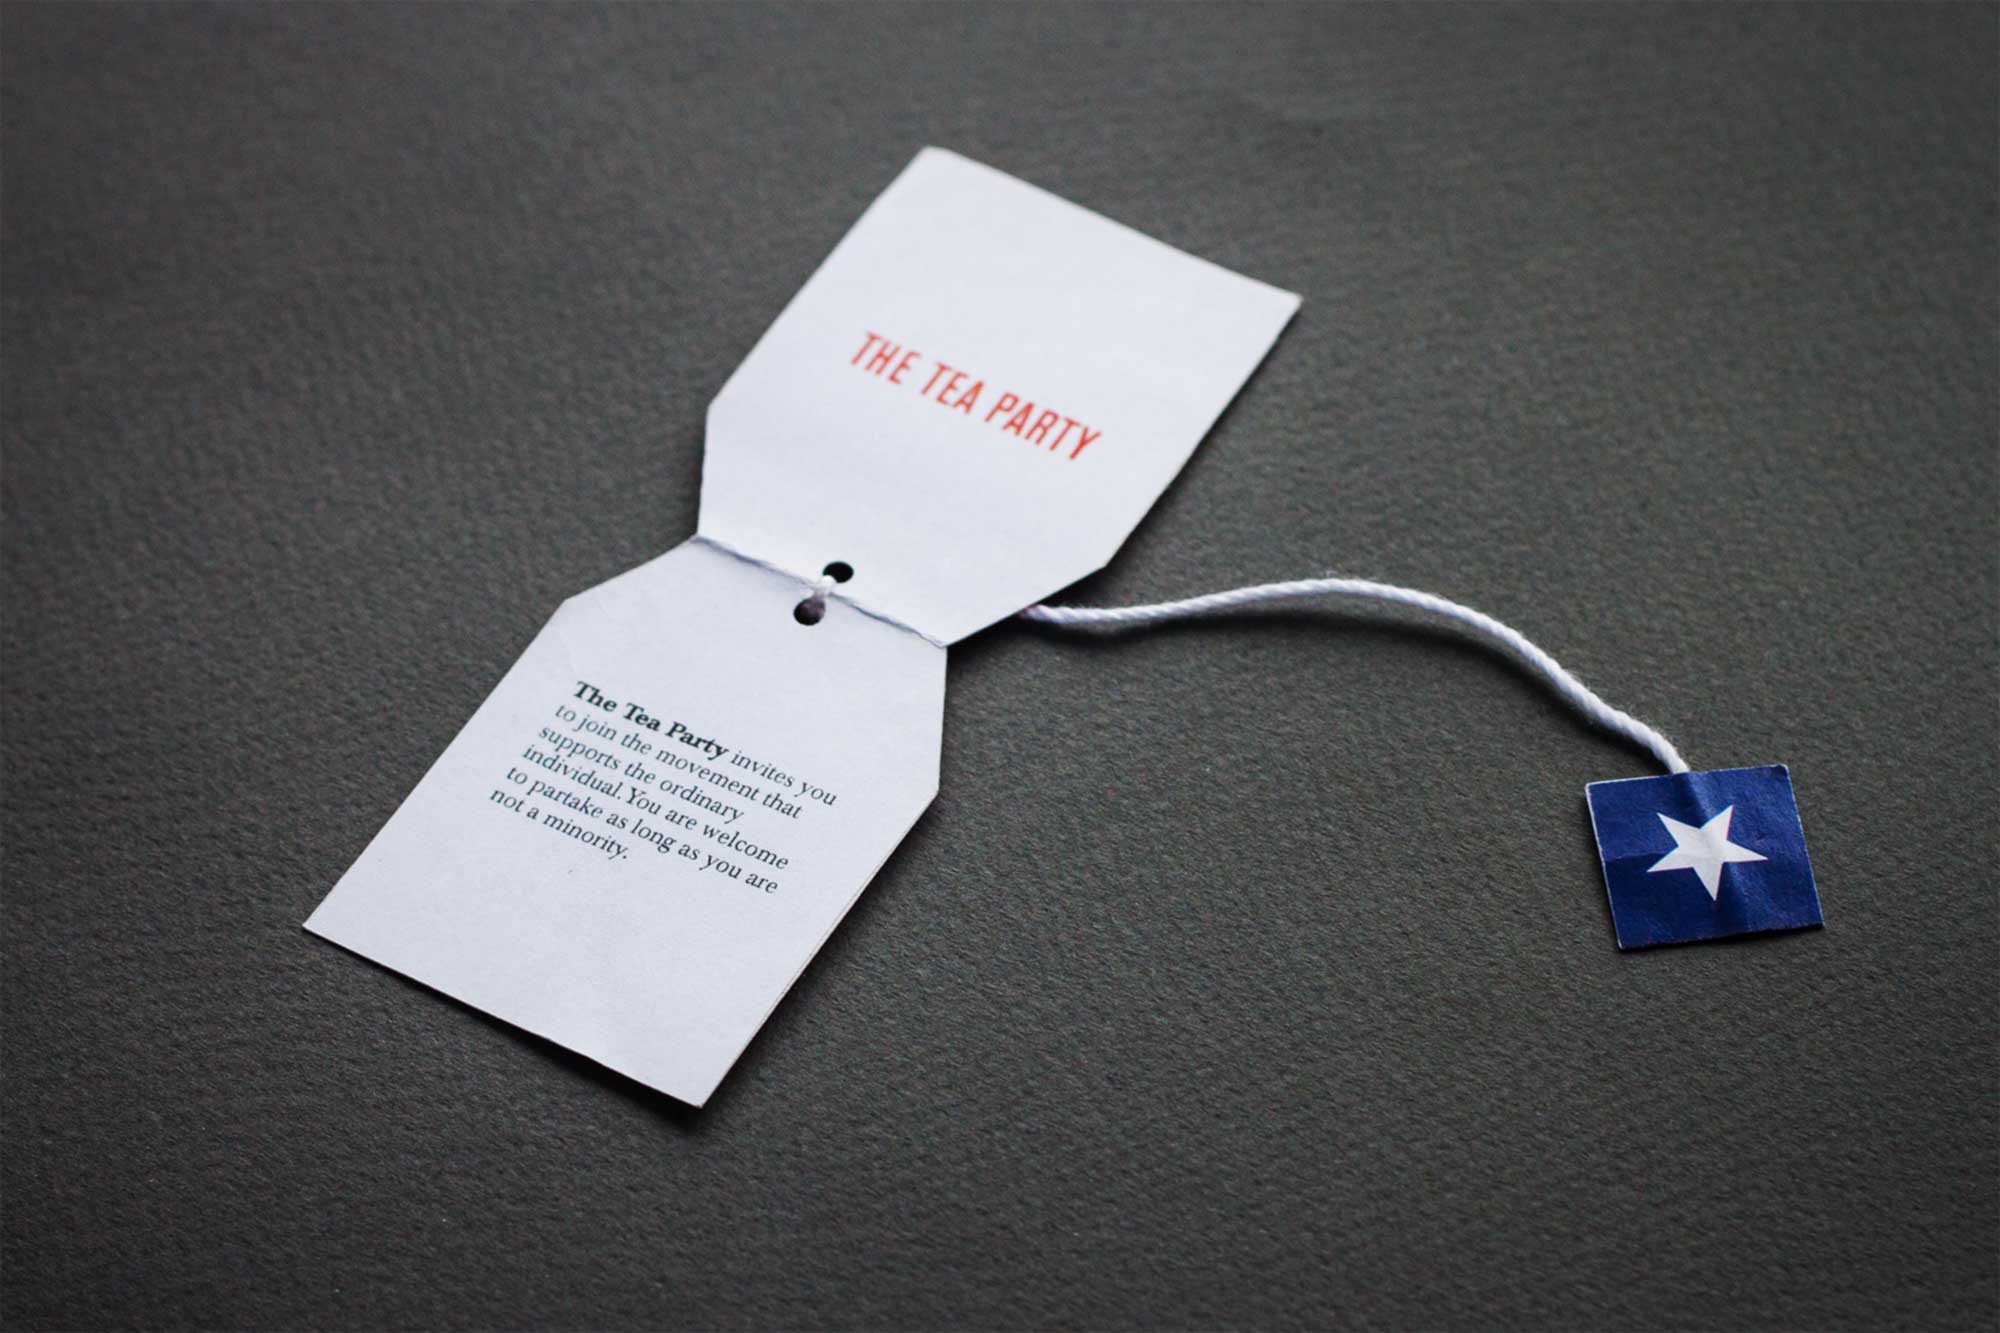 THE TEA PARTY
The Tea Party invites you
to join the movement that
supports the ordinary
individual. You are welcome
to partake as long as you are
not a minority.